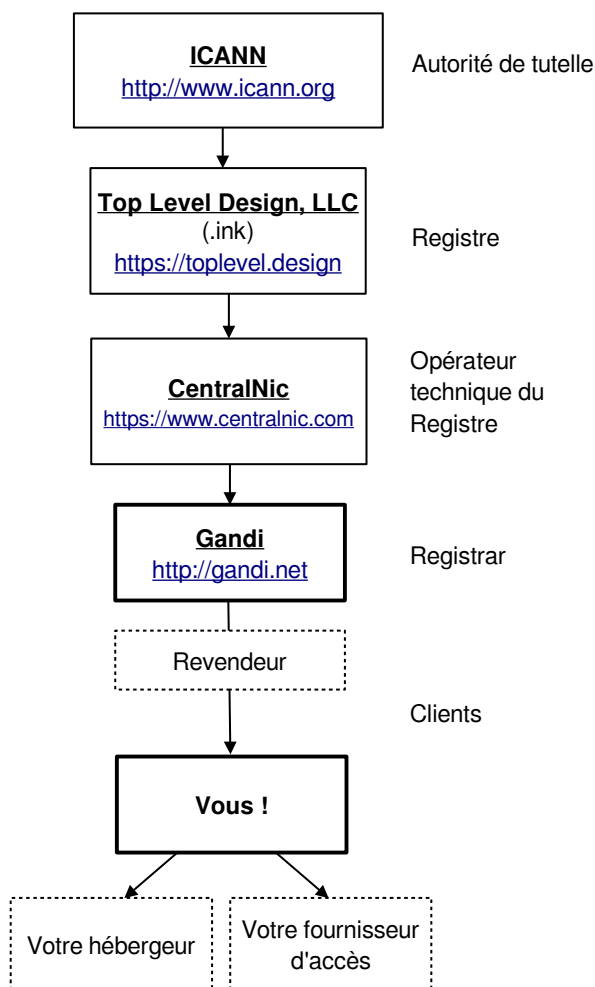 ICANN
http://www.icann.org
Autorité de tutelle
Top Level Design, LLC
(.ink)
https://toplevel.design
Registre
CentralNic
https://www.centralnic.com
Opérateur
technique du
Registre
Gandi
http://gandi.net
Registrar
Revendeur
Clients
Vous !
Votre hébergeur
Votre fournisseur
d'accès